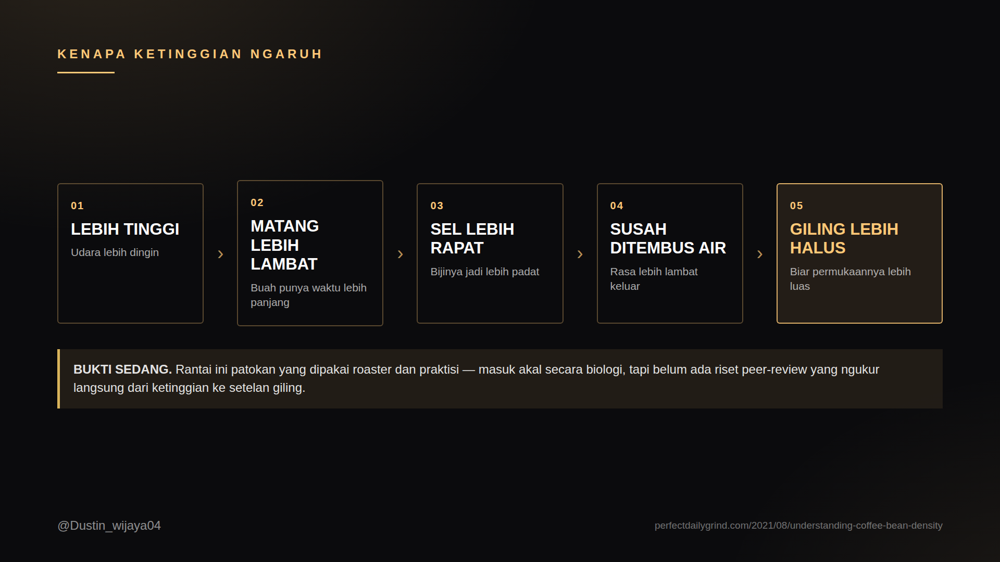 KENAPA KETINGGIAN NGARUH
01
LEBIH TINGGI
Udara lebih dingin
›
02
MATANG
LEBIH
LAMBAT
Buah punya waktu lebih
panjang
›
03
SEL LEBIH
RAPAT
Bijinya jadi lebih padat
›
04
SUSAH
DITEMBUS AIR
Rasa lebih lambat
keluar
›
05
GILING LEBIH
HALUS
Biar permukaannya lebih
luas
BUKTI SEDANG. Rantai ini patokan yang dipakai roaster dan praktisi — masuk akal secara biologi, tapi belum ada riset peer-review yang ngukur
langsung dari ketinggian ke setelan giling.
@Dustin_wijaya04
perfectdailygrind.com/2021/08/understanding-coffee-bean-density